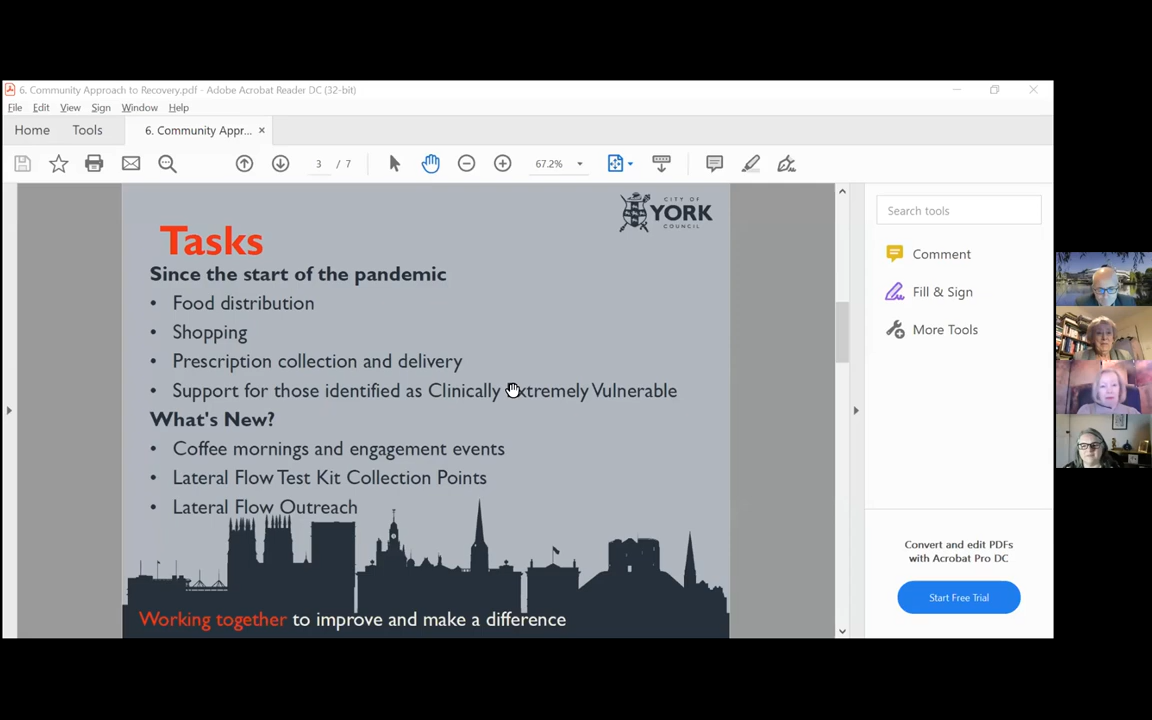 6. Community Approach to Recovery.pdf - Adobe Acrobat Reader DC (32-bit)
File Edit View Sign Window Help
Home Tools 6. Community Appr... ×
3 / 7 67.2%
CITY OF
YORK
COUNCIL
Tasks
Since the start of the pandemic
• Food distribution
• Shopping
• Prescription collection and delivery
• Support for those identified as Clinically Extremely Vulnerable
What's New?
• Coffee mornings and engagement events
• Lateral Flow Test Kit Collection Points
• Lateral Flow Outreach
Working together to improve and make a difference
Search tools
Comment
Fill & Sign
More Tools
Convert and edit PDFs
with Acrobat Pro DC
Start Free Trial